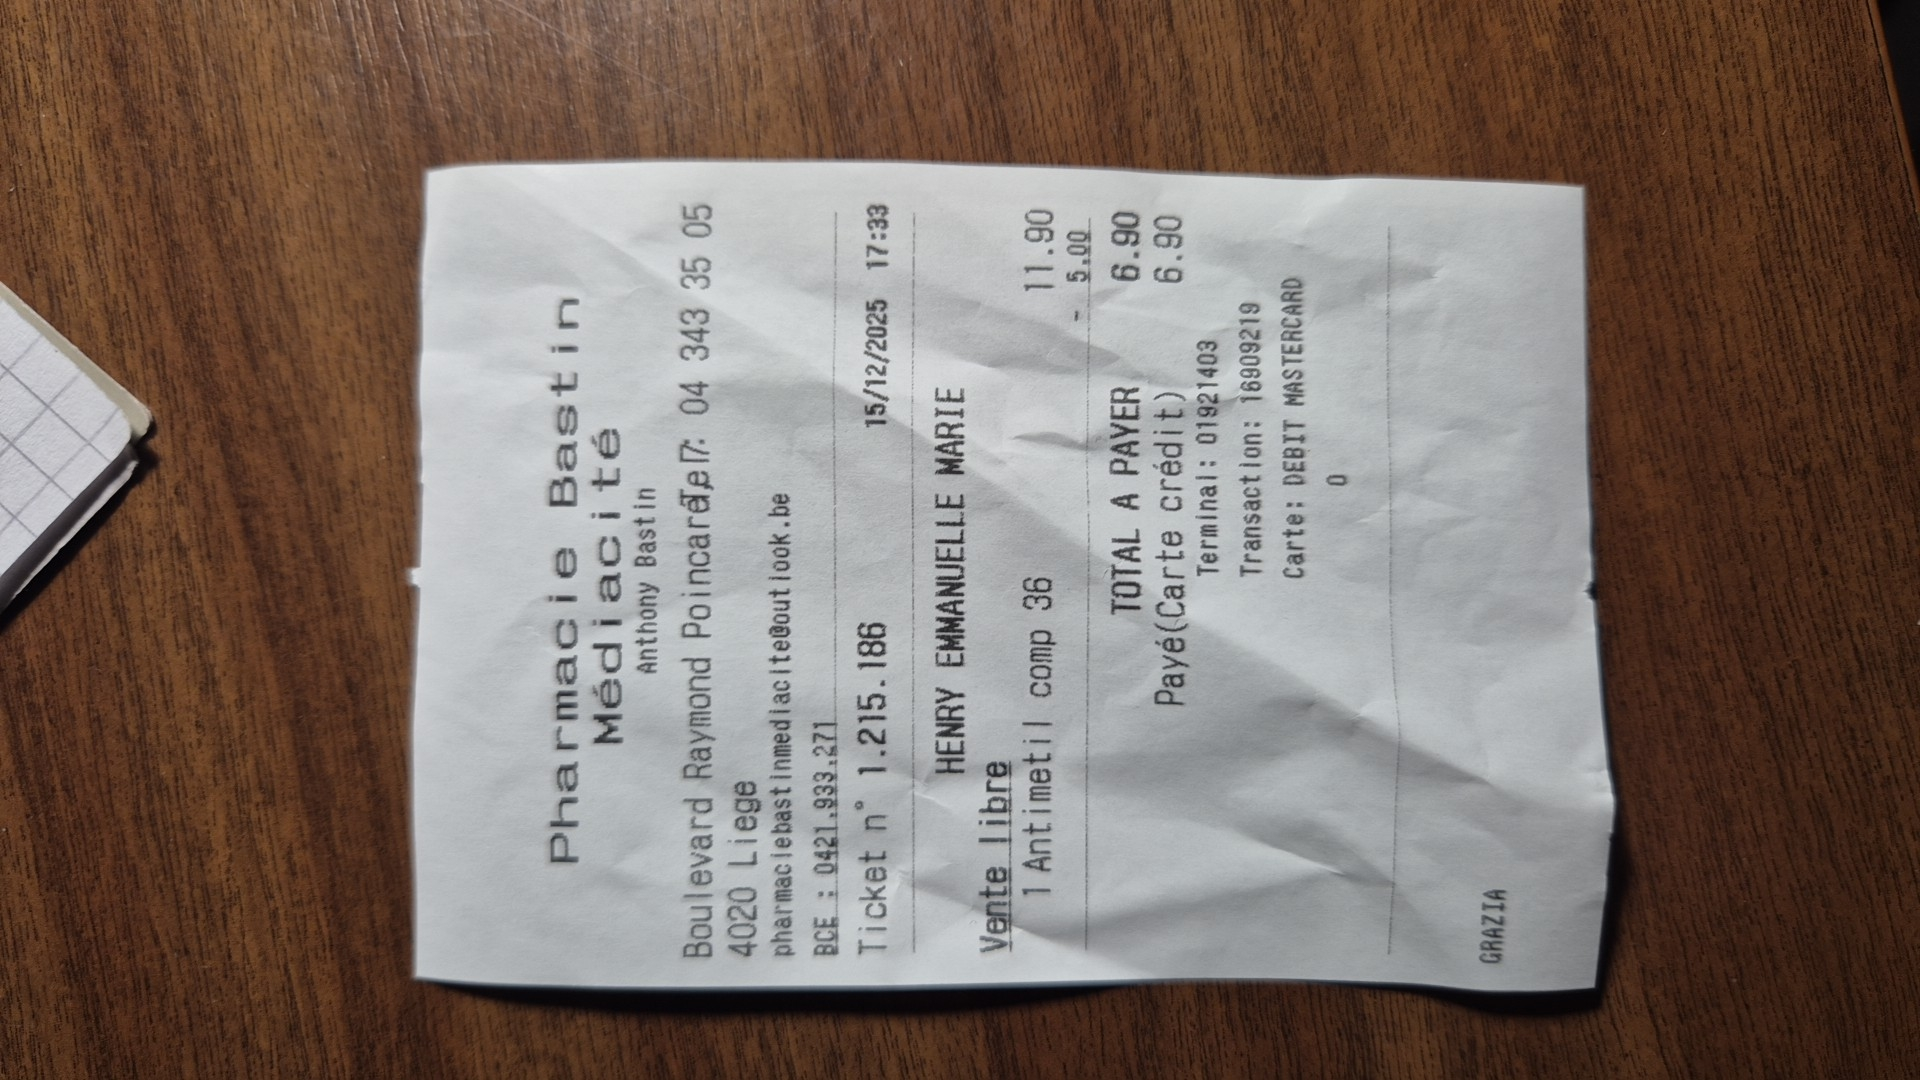 Pharmacie Bastin
Médiacité
Anthony Bastin
Boulevard Raymond Poincaré, 7 Tel: 04 343 35 05
4020 Liege
pharmaciebastinmediacite@outlook.be
BCE : 0421.933.271
Ticket n° 1.215.186 15/12/2025 17:33
HENRY EMMANUELLE MARIE
Vente libre
1 Antimetil comp 36 11.90
- 5.00
TOTAL A PAYER 6.90
Payé(Carte crédit) 6.90
Terminal: 01921403
Transaction: 16909219
Carte: DEBIT MASTERCARD
0
GRAZIA